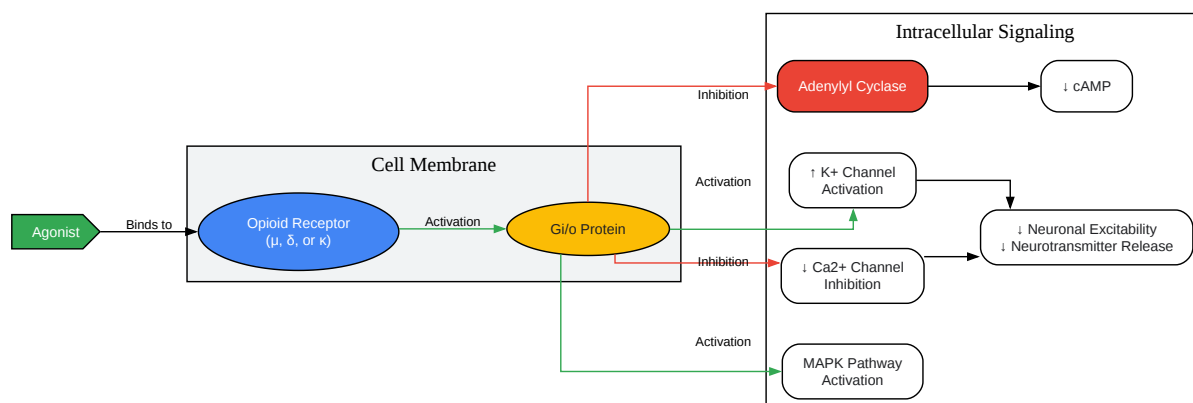 Intracellular Signaling
Adenylyl Cyclase
↓ cAMP
Inhibition
Cell Membrane
Activation
↑ K+ Channel
Activation
Agonist
Binds to
Opioid Receptor
(μ, δ, or κ)
Activation
Gi/o Protein
↓ Neuronal Excitability
↓ Neurotransmitter Release
Inhibition
↓ Ca2+ Channel
Inhibition
Activation
MAPK Pathway
Activation